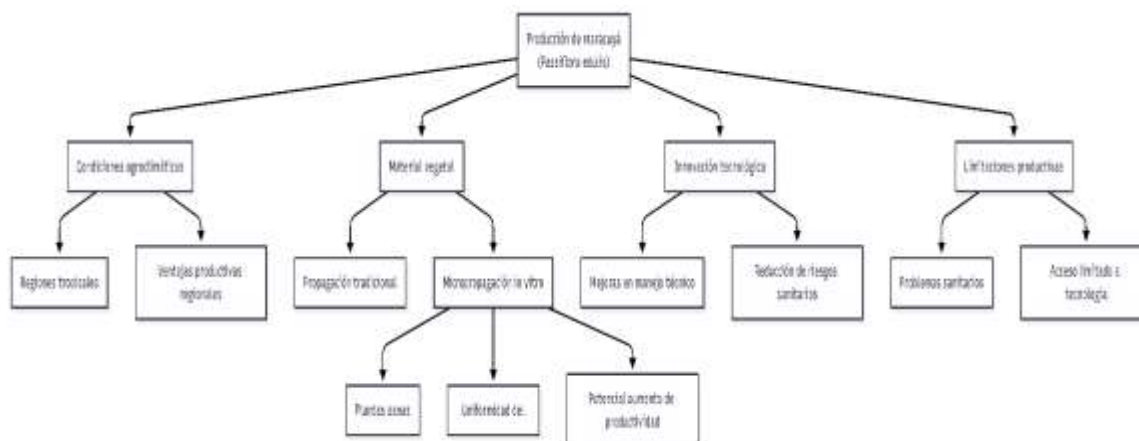 Producción de maracuyá
(Passiflora edulis)
Condiciones agroclimáticas
Material vegetal
Innovación tecnológica
Limitaciones productivas
Regiones tropicales
Ventajas productivas
regionales
Propagación tradicional
Micropropagación in vitro
Mejoras en manejo técnico
Reducción de riesgos
sanitarios
Problemas sanitarios
Acceso limitado a
tecnología
Plantas sanas
Uniformidad del
Potencial aumento de
productividad